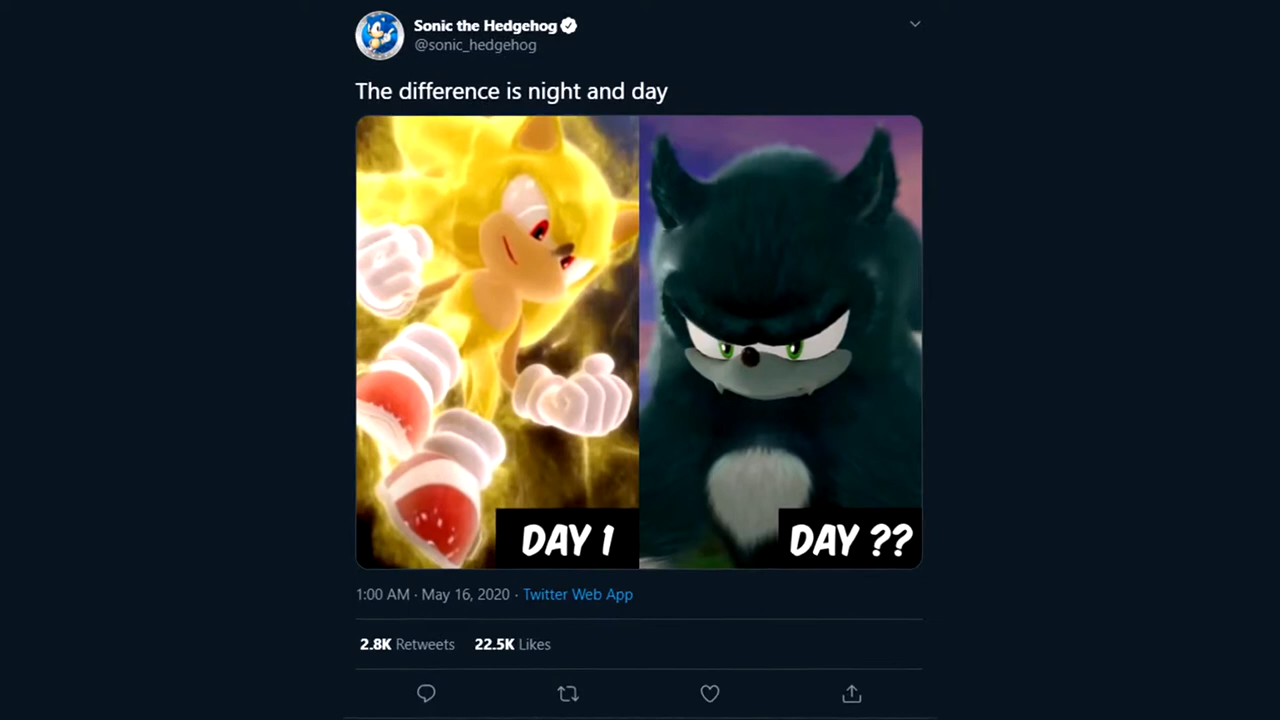 Sonic the Hedgehog
@sonic_hedgehog
The difference is night and day
DAY 1
DAY ??
1:00 AM · May 16, 2020 · Twitter Web App
2.8K Retweets 22.5K Likes